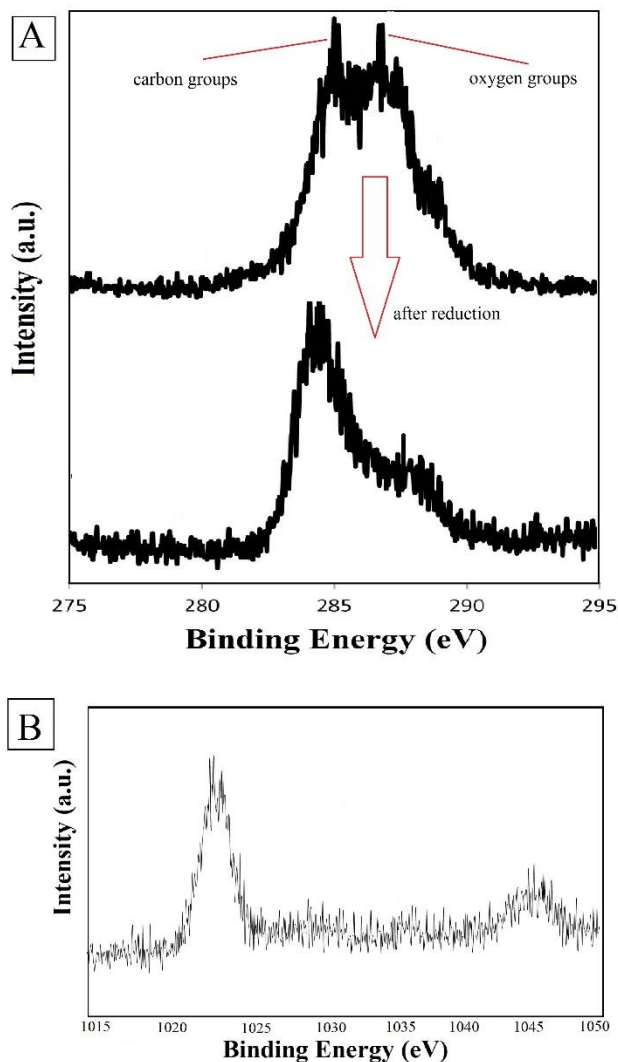 A
carbon groups
oxygen groups
after reduction
Intensity (a.u.)
275 280 285 290 295
Binding Energy (eV)
B
Intensity (a.u.)
1015 1020 1025 1030 1035 1040 1045 1050
Binding Energy (eV)